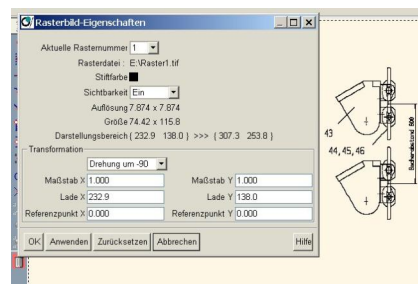 Rasterbild-Eigenschaften
Aktuelle Rasternummer 1
Rasterdatei : E:\Raster1.tif
Stiftfarbe
Sichtbarkeit Ein
Auflösung 7.874 x 7.874
Größe 74.42 x 115.8
Darstellungsbereich ( 232.9 138.0 ) >>> ( 307.3 253.8 )
Transformation
Drehung um -90
Maßstab X 1.000 Maßstab Y 1.000
Lade X 232.9 Lade Y 138.0
Referenzpunkt X 0.000 Referenzpunkt Y 0.000
OK Anwenden Zurücksetzen Abbrechen Hilfe
43
44, 45, 46
Becherabstand 500